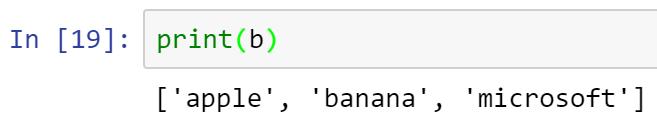 In [19]: print(b)
['apple', 'banana', 'microsoft']